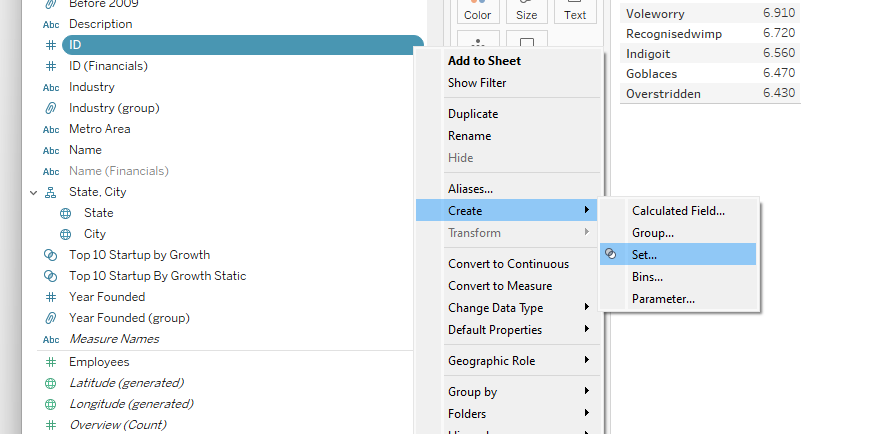 Before 2009
Abc Description
# ID
# ID (Financials)
Abc Industry
Industry (group)
Abc Metro Area
Abc Name
Abc Name (Financials)
State, City
State
City
Top 10 Startup by Growth
Top 10 Startup By Growth Static
# Year Founded
Year Founded (group)
Abc Measure Names
# Employees
Latitude (generated)
Longitude (generated)
# Overview (Count)
Color Size Text
Add to Sheet
Show Filter
Duplicate
Rename
Hide
Aliases...
Create
Transform
Convert to Continuous
Convert to Measure
Change Data Type
Default Properties
Geographic Role
Group by
Folders
Calculated Field...
Group...
Set...
Bins...
Parameter...
Voleworry 6.910
Recognisedwimp 6.720
Indigoit 6.560
Goblaces 6.470
Overstridden 6.430